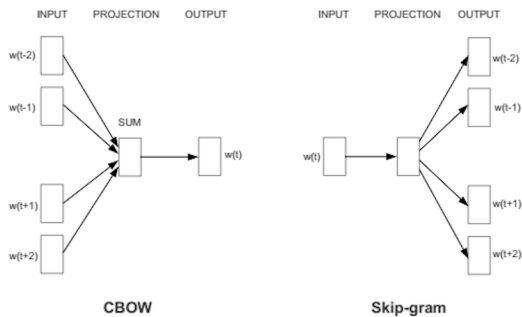 INPUT PROJECTION OUTPUT
w(t-2)
w(t-1)
SUM
w(t)
w(t+1)
w(t+2)
CBOW
INPUT PROJECTION OUTPUT
w(t-2)
w(t-1)
w(t)
w(t+1)
w(t+2)
Skip-gram